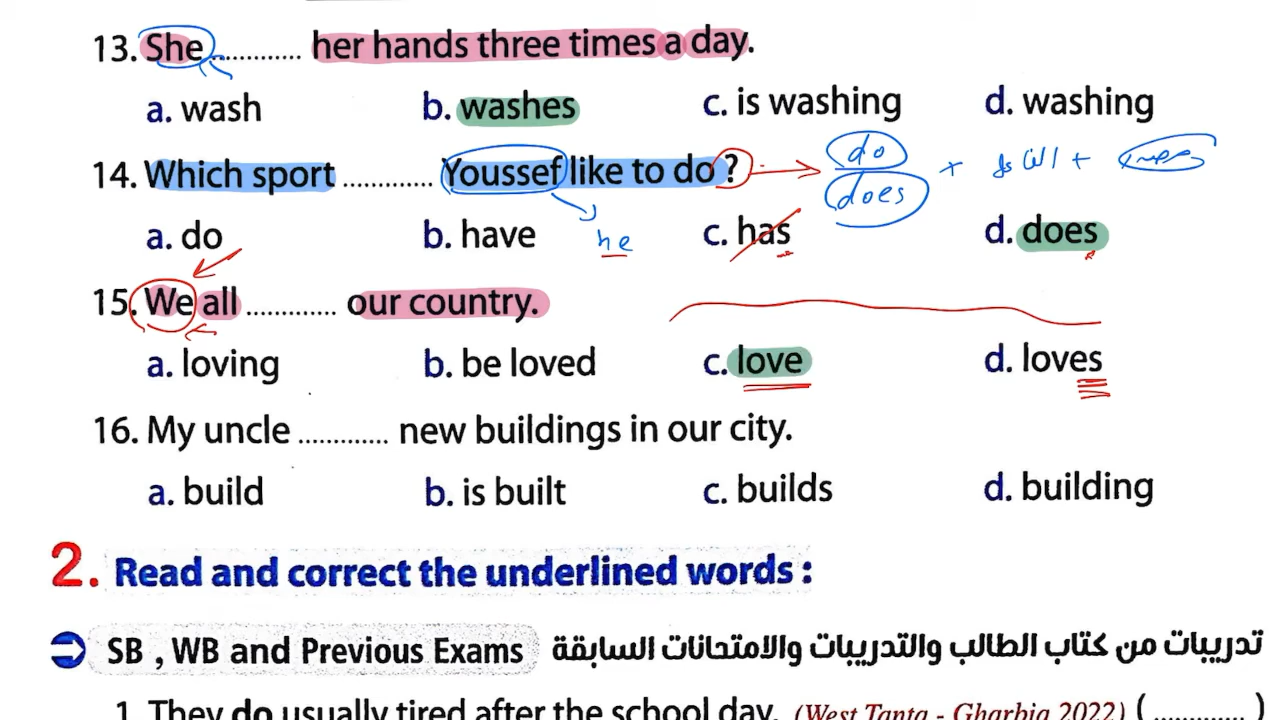 13. She ............ her hands three times a day.
a. wash b. washes c. is washing d. washing
14. Which sport ............ Youssef like to do ?
do
does
+ +
a. do b. have c. has d. does
he
15. We all ............ our country.
a. loving b. be loved c. love d. loves
16. My uncle ............ new buildings in our city.
a. build b. is built c. builds d. building
2. Read and correct the underlined words :
SB , WB and Previous Exams تدريبات من كتاب الطالب والتدريبات والامتحانات السابقة
1. They do usually tired after the school day. (West Tanta - Gharbia 2022) ( ............ )